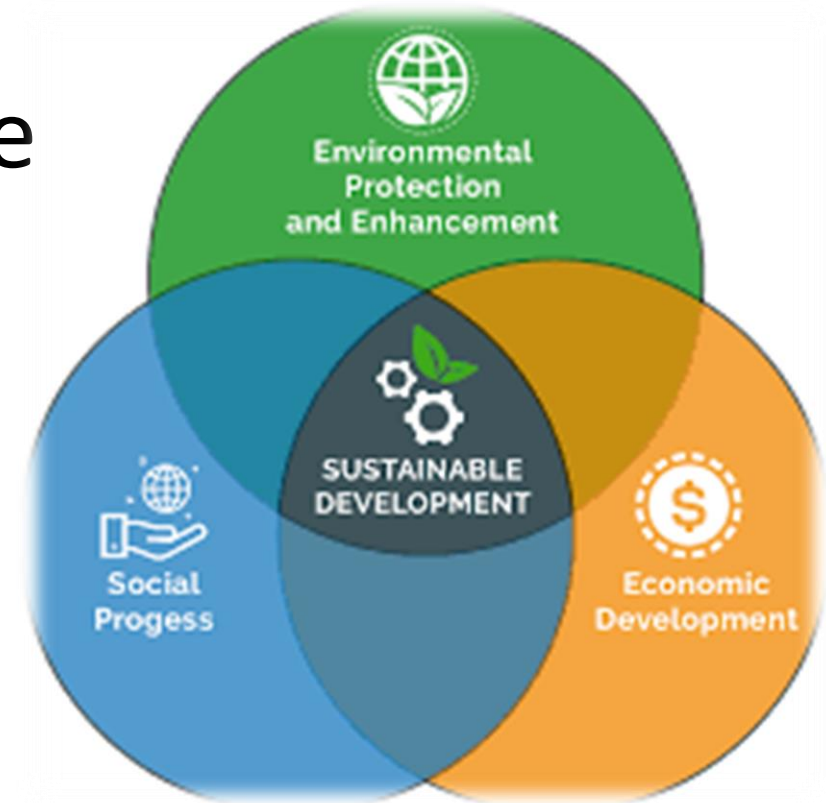 e
Environmental
Protection
and Enhancement
SUSTAINABLE
DEVELOPMENT
$
Social
Progess
Economic
Development